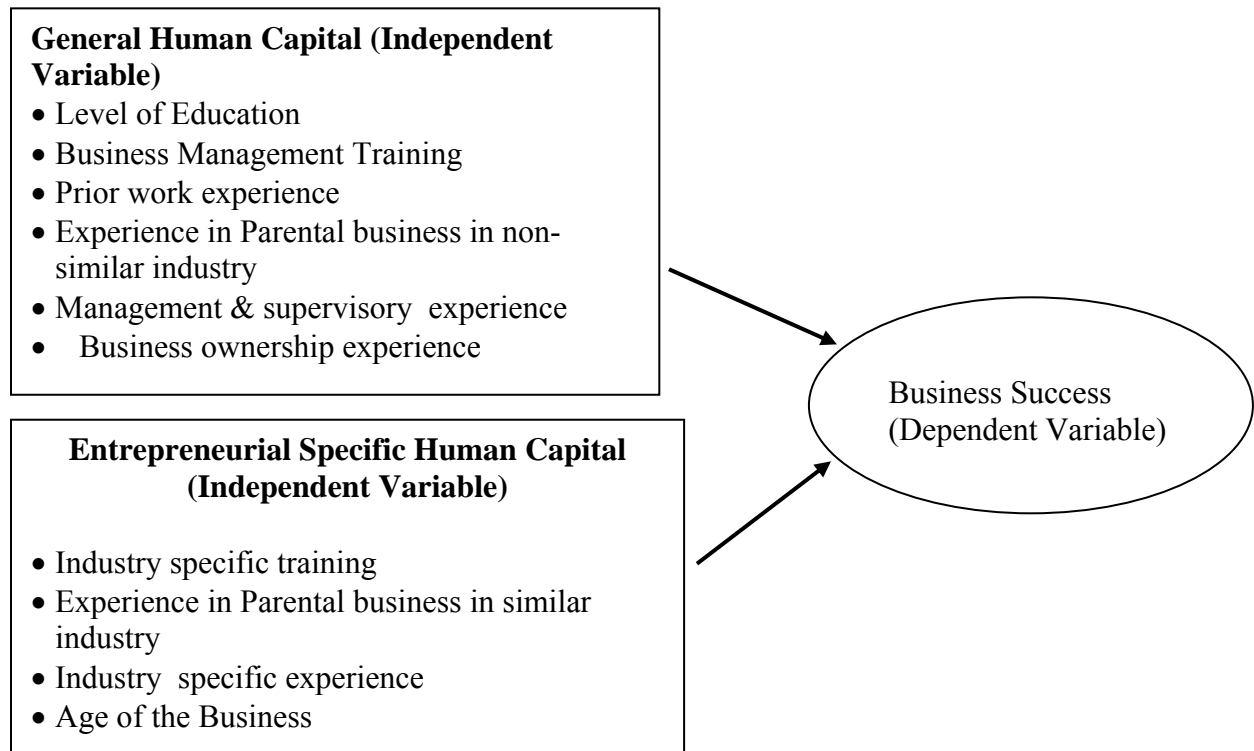 General Human Capital (Independent
Variable)
• Level of Education
• Business Management Training
• Prior work experience
• Experience in Parental business in non-
similar industry
• Management & supervisory experience
• Business ownership experience
Entrepreneurial Specific Human Capital
(Independent Variable)
• Industry specific training
• Experience in Parental business in similar
industry
• Industry specific experience
• Age of the Business
Business Success
(Dependent Variable)